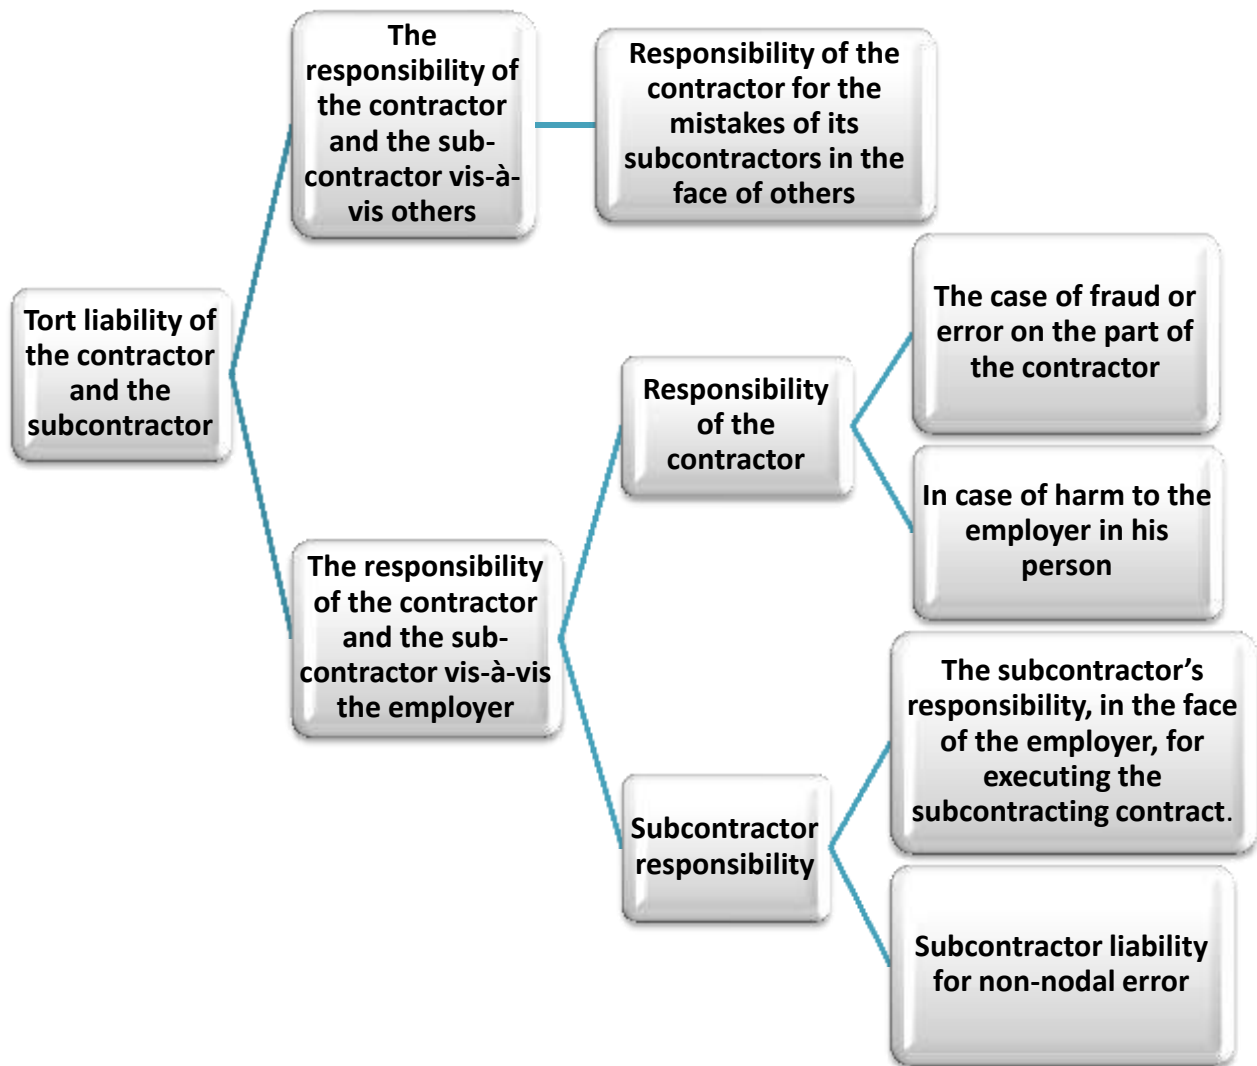 The
responsibility of
the contractor
and the sub-
contractor vis-à-
vis others
Responsibility of the
contractor for the
mistakes of its
subcontractors in the
face of others
Tort liability of
the contractor
and the
subcontractor
The responsibility
of the contractor
and the sub-
contractor vis-à-vis
the employer
Responsibility
of the
contractor
The case of fraud or
error on the part of
the contractor
In case of harm to the
employer in his
person
Subcontractor
responsibility
The subcontractor’s
responsibility, in the face
of the employer, for
executing the
subcontracting contract.
Subcontractor liability
for non-nodal error